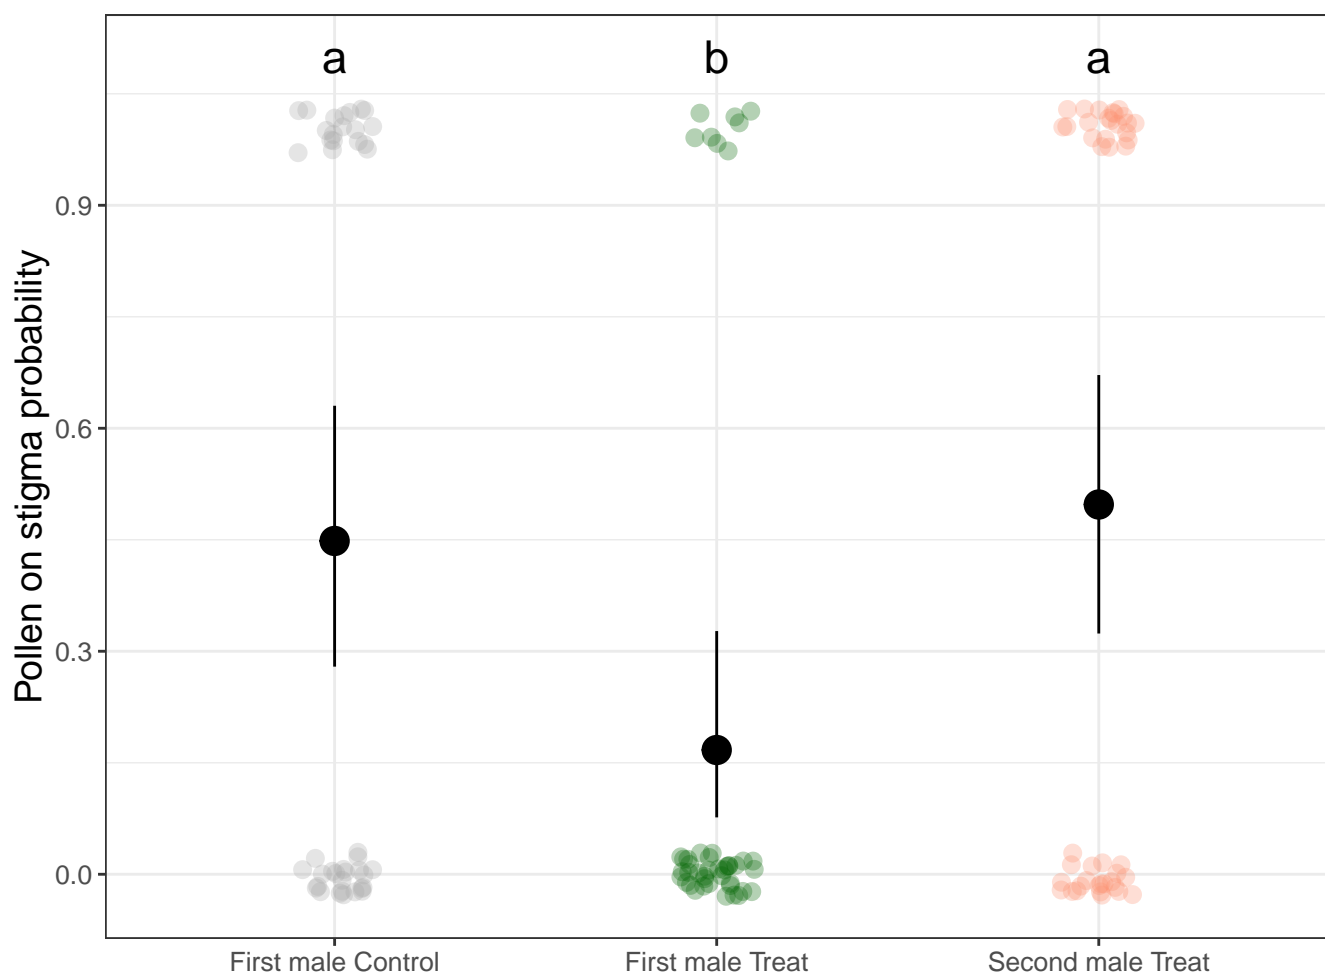 a b a
Pollen on stigma probability
0.9
0.6
0.3
0.0
First male Control First male Treat Second male Treat